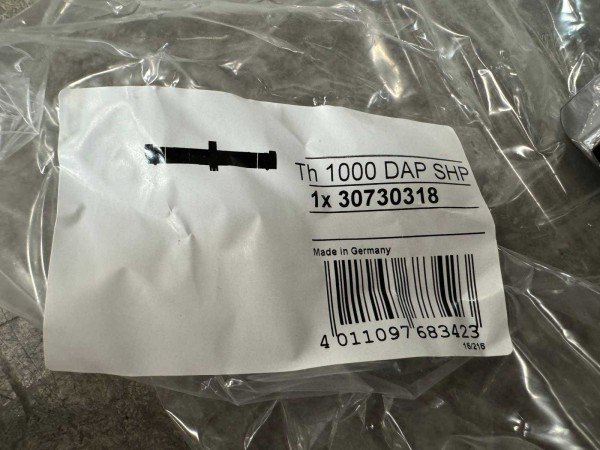 Th 1000 DAP SHP
1x 30730318
Made in Germany
4 011097 683423
16/216